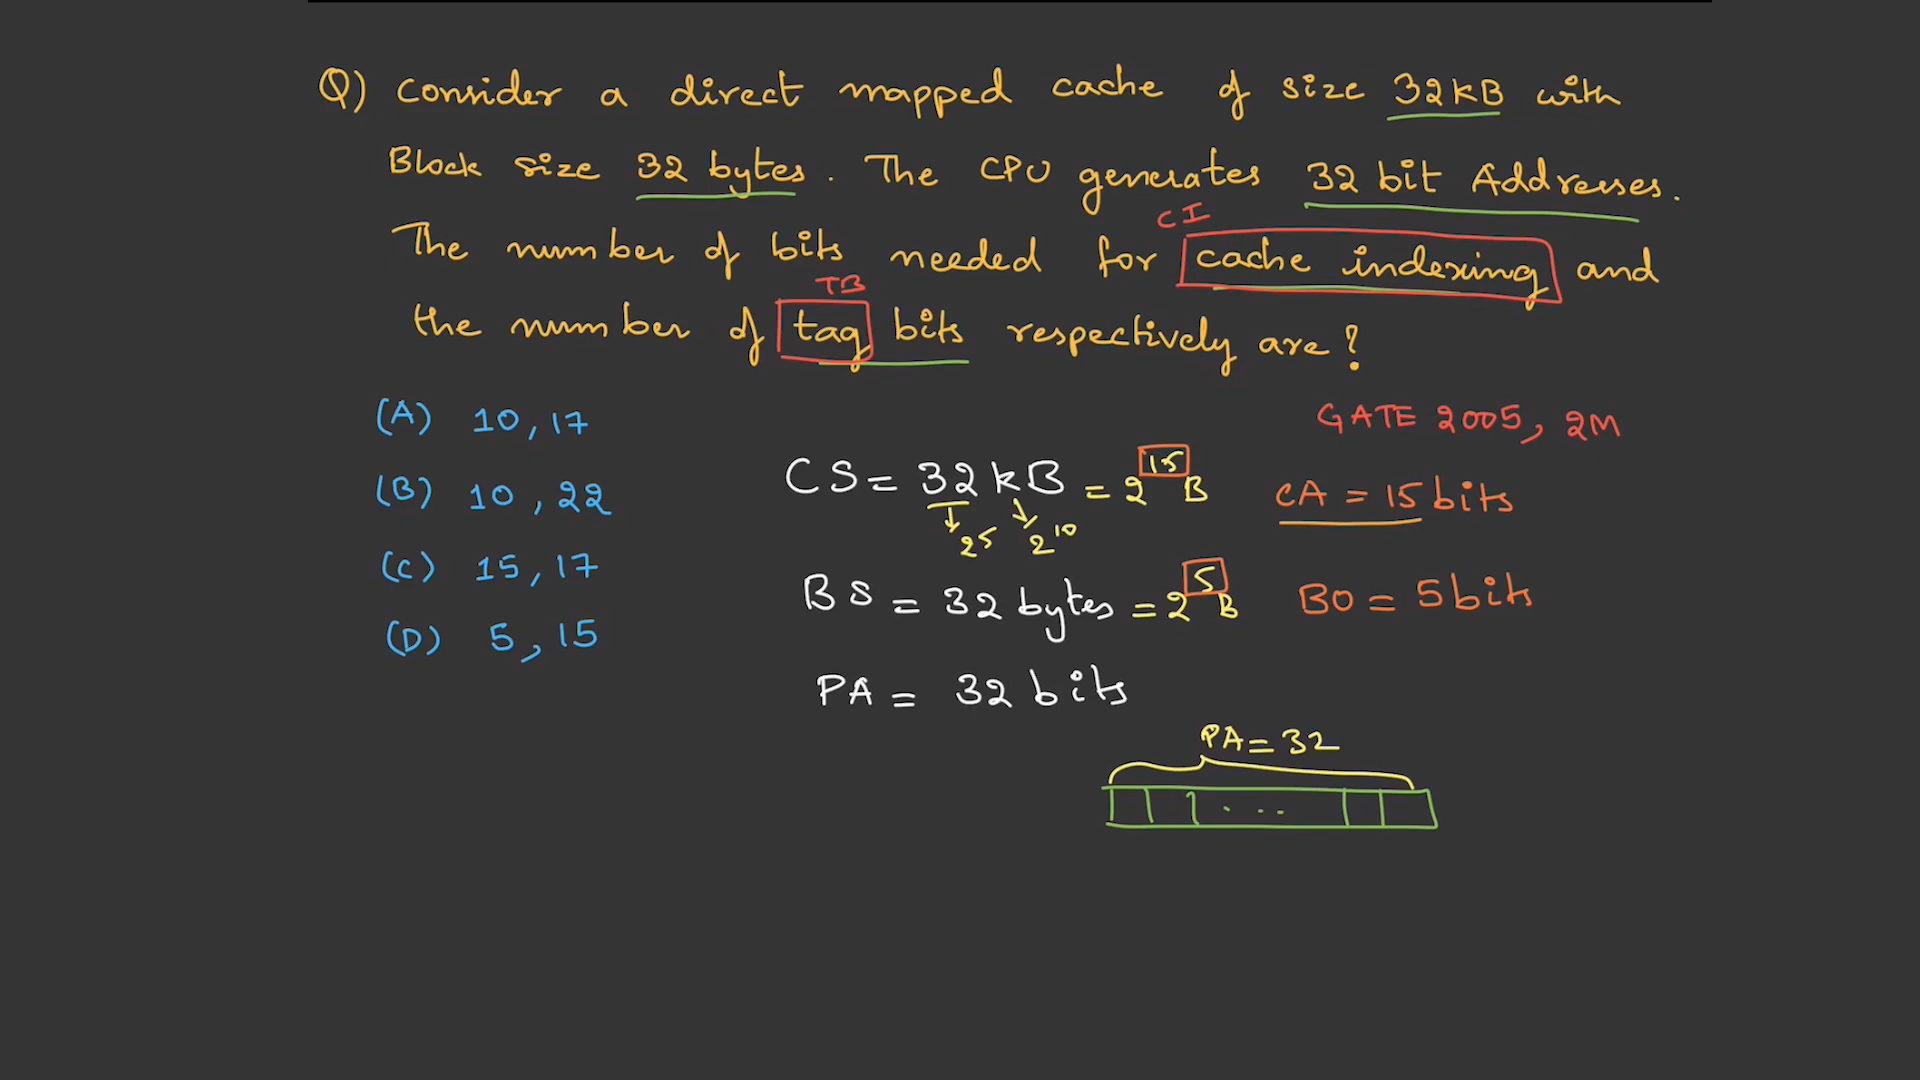 Q) Consider a direct mapped cache of size 32KB with
Block size 32 bytes. The CPU generates 32 bit Addresses.
CI
The number of bits needed for cache indexing and
TB
the number of tag bits respectively are?
(A) 10, 17
GATE 2005, 2M
(B) 10, 22
CS = 32 KB = 2^15 B
CA = 15 bits
2^5 2^10
(C) 15, 17
BS = 32 bytes = 2^5 B
BO = 5 bits
(D) 5, 15
PA = 32 bits
PA = 32
...